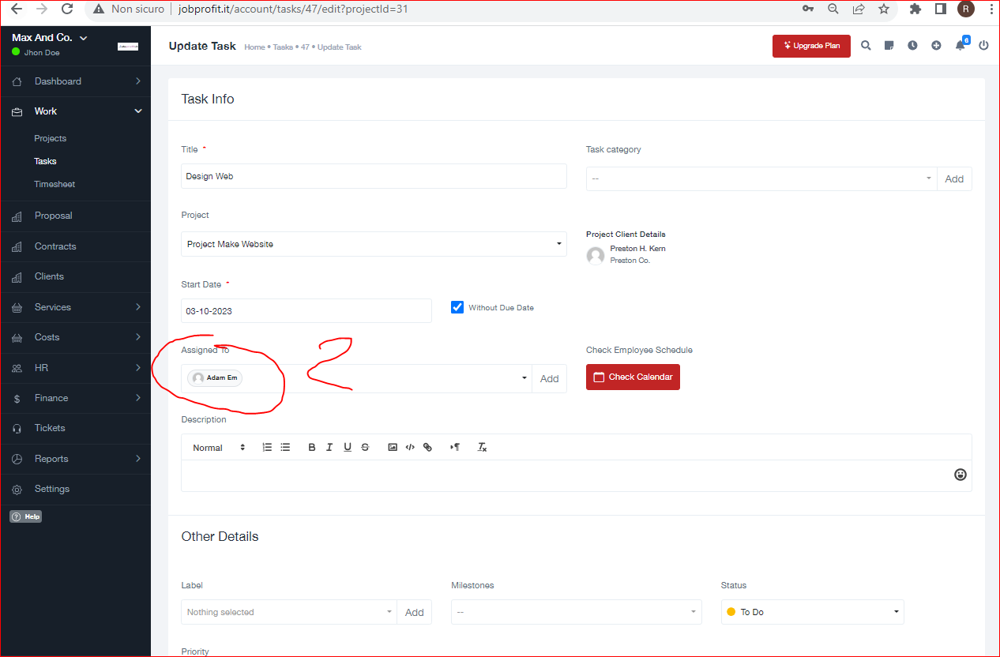 Non sicuro jobprofit.it/account/tasks/47/edit?projectId=31 R
Max And Co.
Jhon Doe
Update Task Home • Tasks • 47 • Update Task Upgrade Plan 6
Dashboard
Work
Projects
Tasks
Timesheet
Proposal
Contracts
Clients
Services
Costs
HR
Finance
Tickets
Reports
Settings
Help
Task Info
Title *
Design Web
Task category
-- Add
Project
Project Make Website
Project Client Details
Preston H. Kern
Preston Co.
Start Date *
03-10-2023
Without Due Date
Assigned To
2
Adam Em Add
Check Employee Schedule
Check Calendar
Description
Normal
Other Details
Label
Nothing selected Add
Milestones
--
Status
To Do
Priority